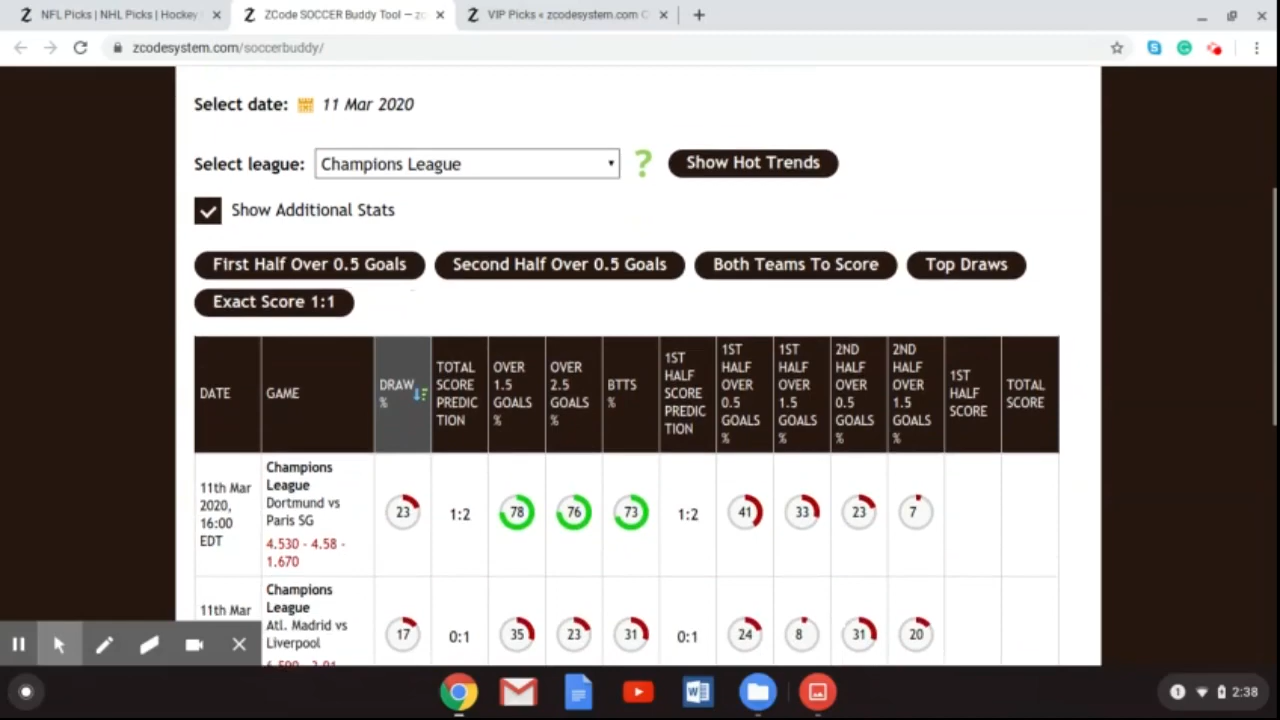 NFL Picks | NHL Picks | Hockey
ZCode SOCCER Buddy Tool — zc
VIP Picks « zcodesystem.com C
zcodesystem.com/soccerbuddy/
Select date: 11 Mar 2020
Select league: Champions League ? Show Hot Trends
Show Additional Stats
First Half Over 0.5 Goals Second Half Over 0.5 Goals Both Teams To Score Top Draws
Exact Score 1:1
DATE
GAME
DRAW
%
TOTAL
SCORE
PREDIC
TION
OVER
1.5
GOALS
%
OVER
2.5
GOALS
%
BTTS
%
1ST
HALF
SCORE
PREDIC
TION
1ST
HALF
OVER
0.5
GOALS
%
1ST
HALF
OVER
1.5
GOALS
%
2ND
HALF
OVER
0.5
GOALS
%
2ND
HALF
OVER
1.5
GOALS
%
1ST
HALF
SCORE
TOTAL
SCORE
11th Mar
2020,
16:00
EDT
Champions
League
Dortmund vs
Paris SG
4.530 - 4.58 -
1.670
23 1:2 78 76 73 1:2 41 33 23 7
11th Mar
Champions
League
Atl. Madrid vs
Liverpool
17 0:1 35 23 31 0:1 24 8 31 20
1 2:38